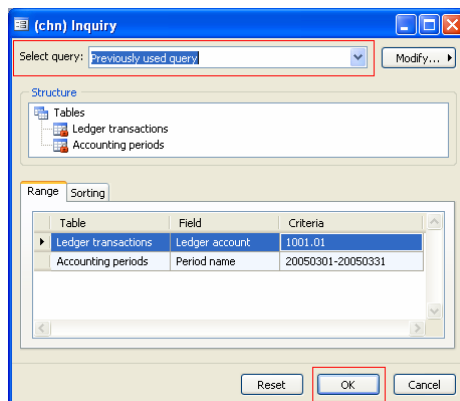 (chn) Inquiry
Select query: Previously used query Modify...
Structure
Tables
Ledger transactions
Accounting periods
Range Sorting
Table Field Criteria
Ledger transactions Ledger account 1001.01
Accounting periods Period name 20050301-20050331
Reset OK Cancel